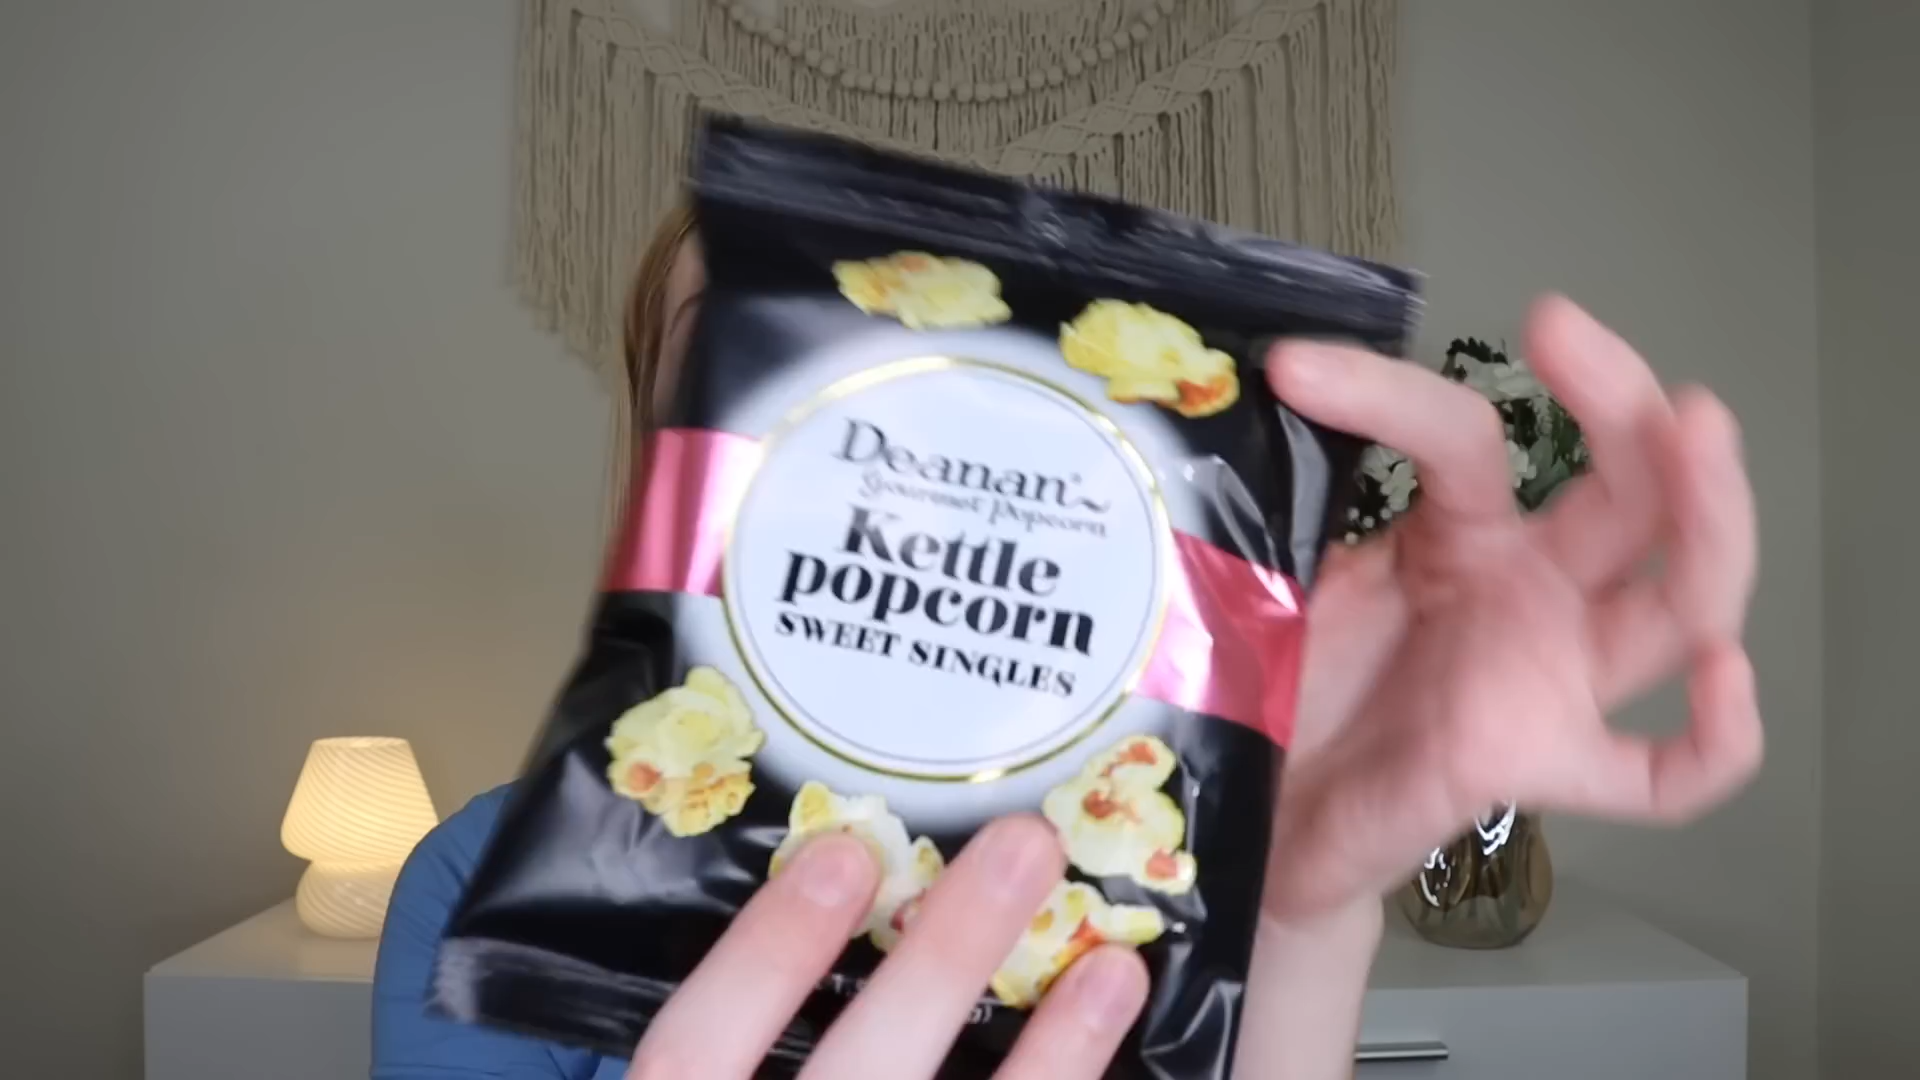 Deanan
gourmet popcorn
Kettle
popcorn
SWEET SINGLES